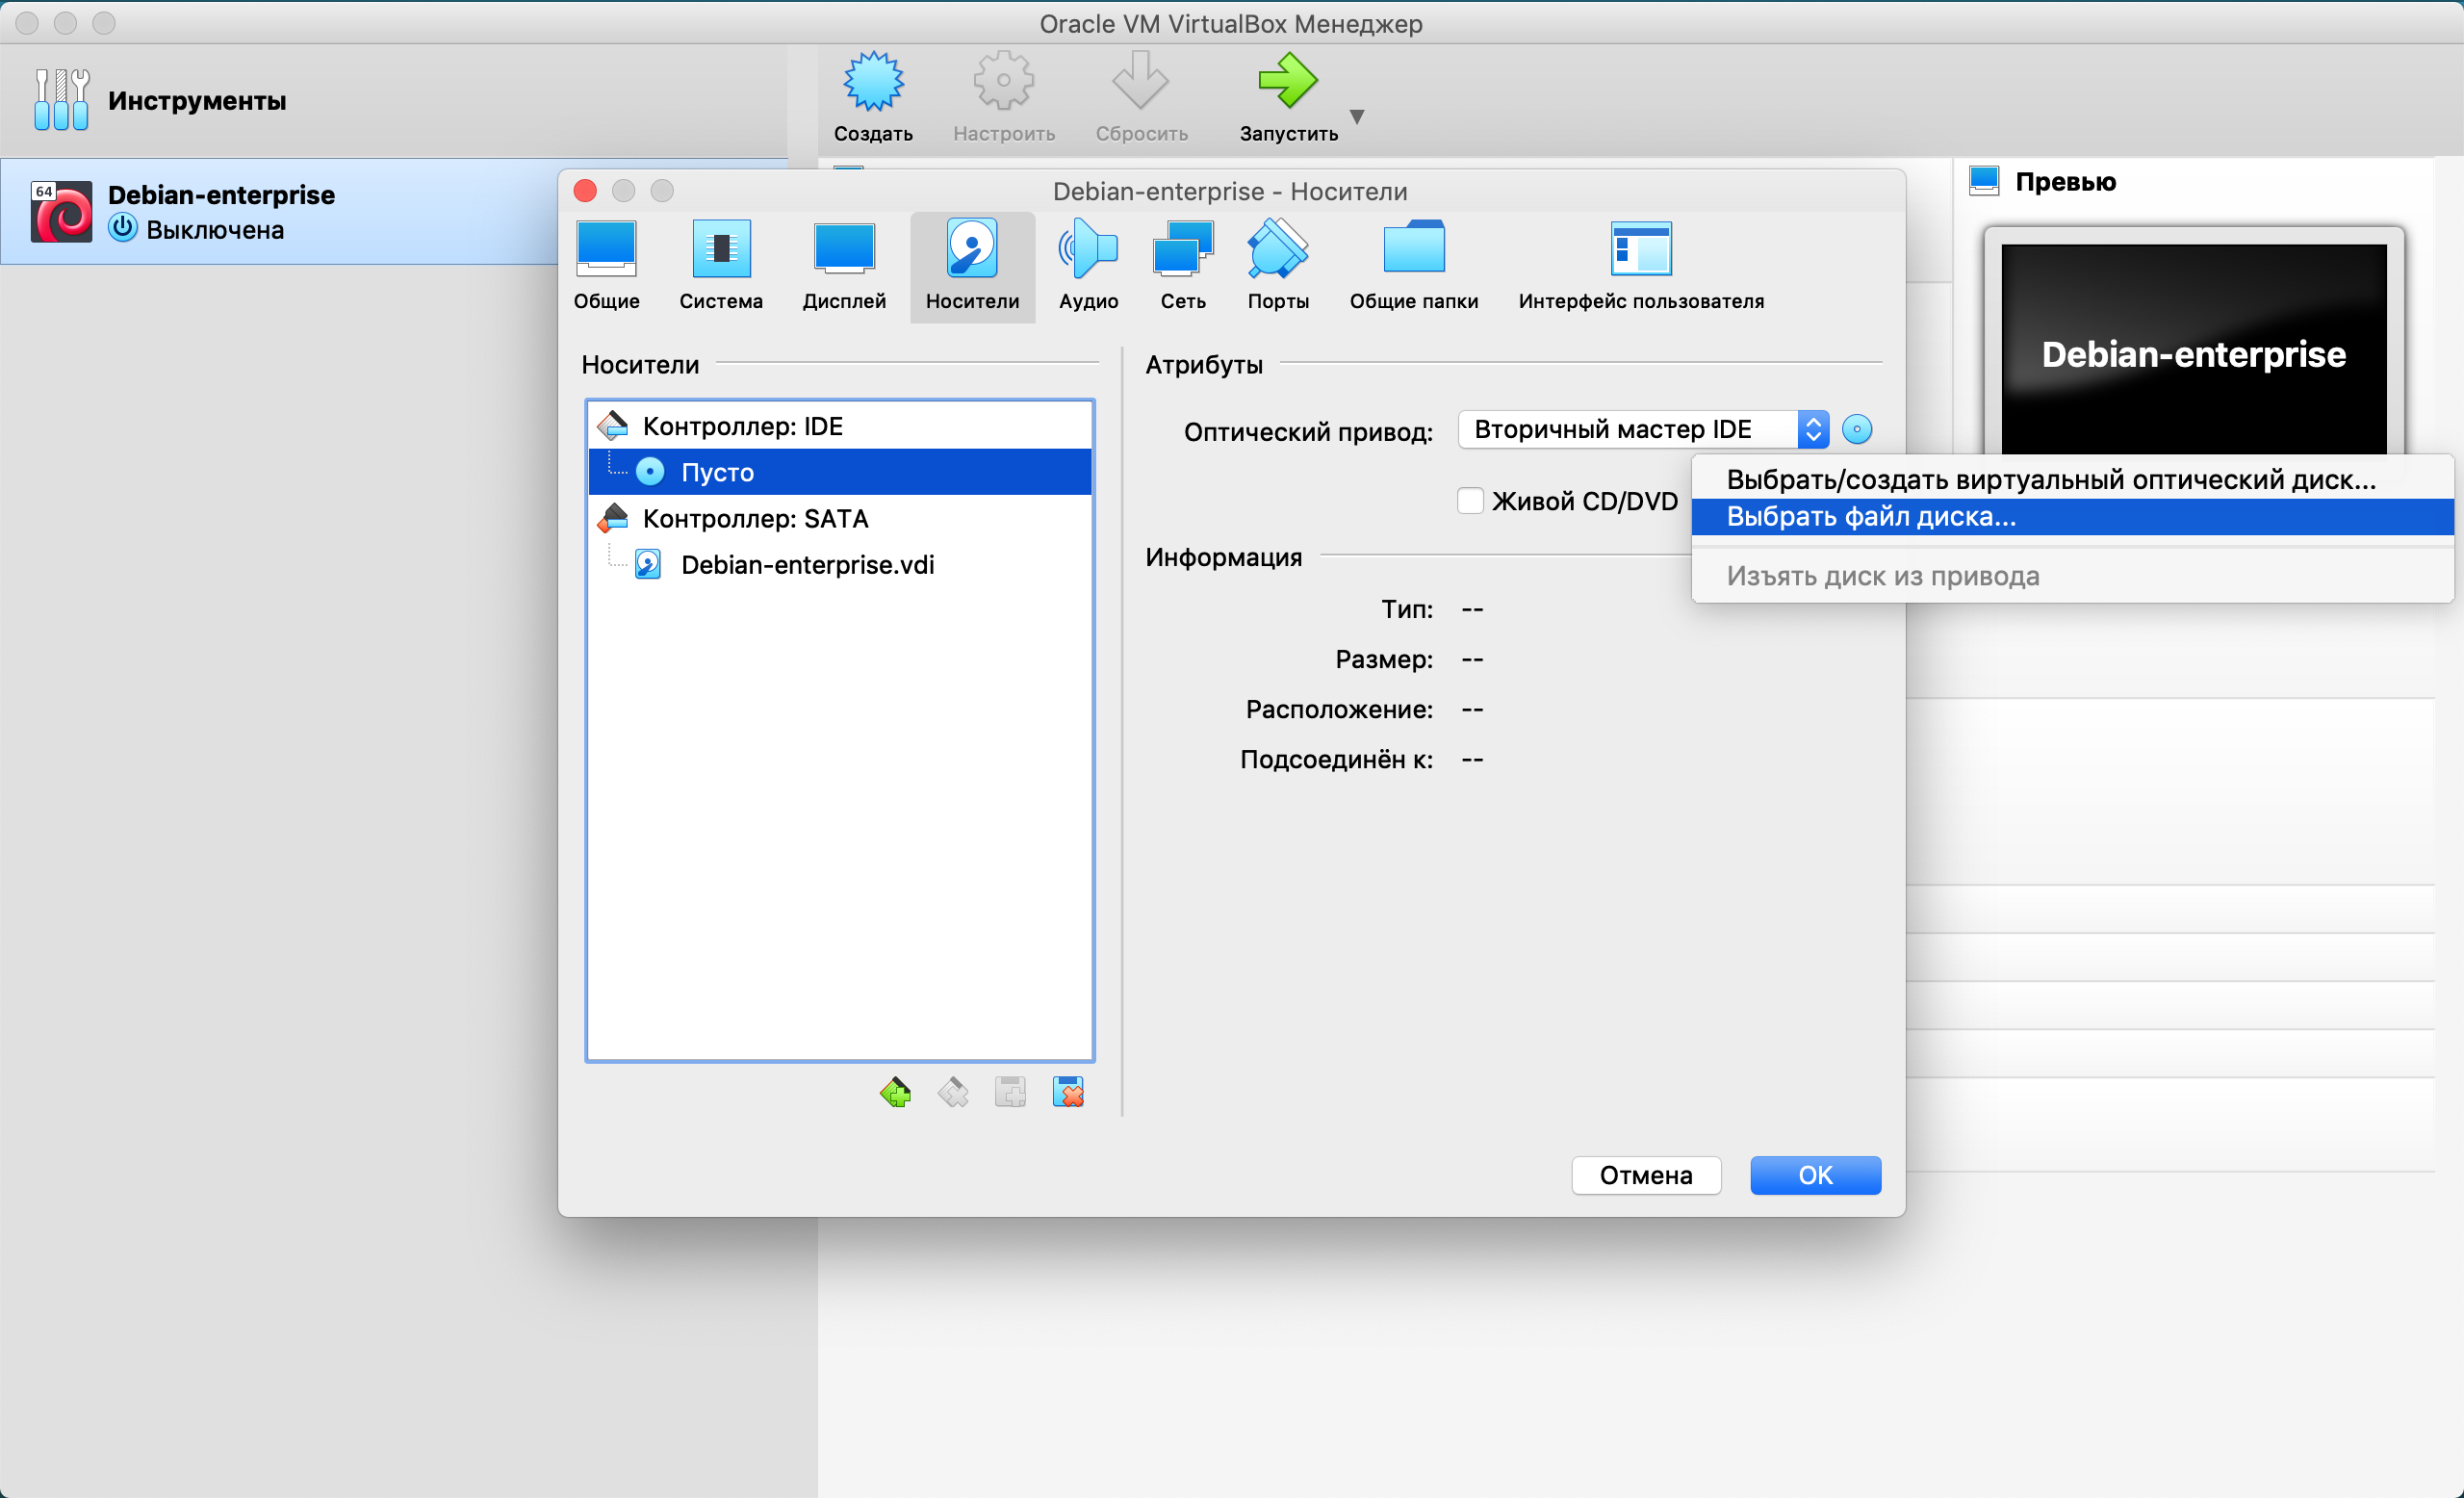 Oracle VM VirtualBox Менеджер
Инструменты
Создать
Настроить
Сбросить
Запустить
64
Debian-enterprise
Выключена
Превью
Debian-enterprise
Debian-enterprise - Носители
Общие
Система
Дисплей
Носители
Аудио
Сеть
Порты
Общие папки
Интерфейс пользователя
Носители
Контроллер: IDE
Пусто
Контроллер: SATA
Debian-enterprise.vdi
Атрибуты
Оптический привод:
Вторичный мастер IDE
Живой CD/DVD
Выбрать/создать виртуальный оптический диск...
Выбрать файл диска...
Изъять диск из привода
Информация
Тип: --
Размер: --
Расположение: --
Подсоединён к: --
Отмена
OK